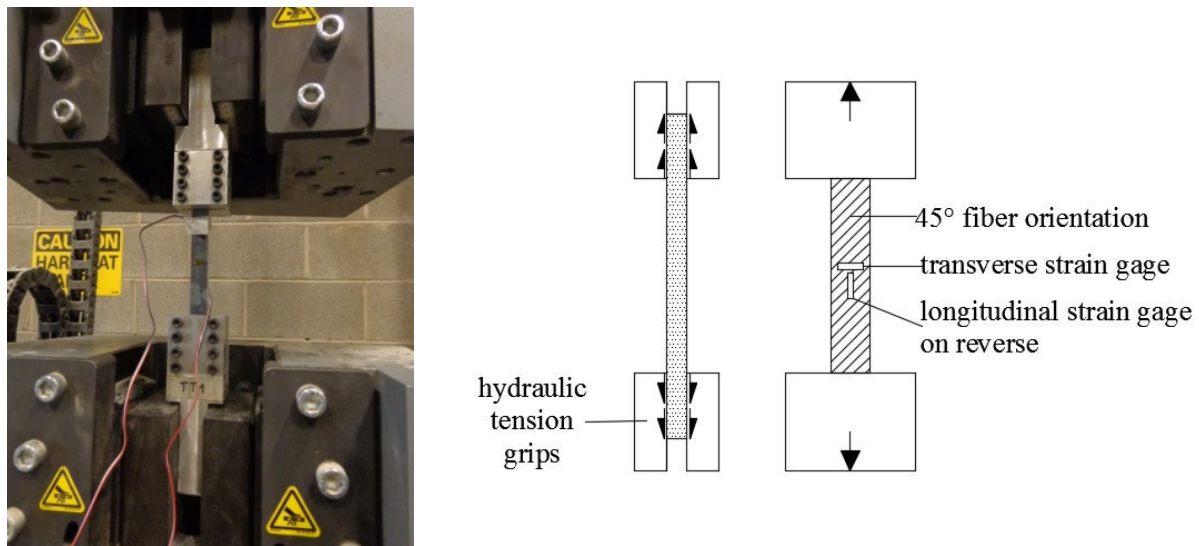 CAUTION
TT1
45° fiber orientation
transverse strain gage
longitudinal strain gage
on reverse
hydraulic
tension
grips